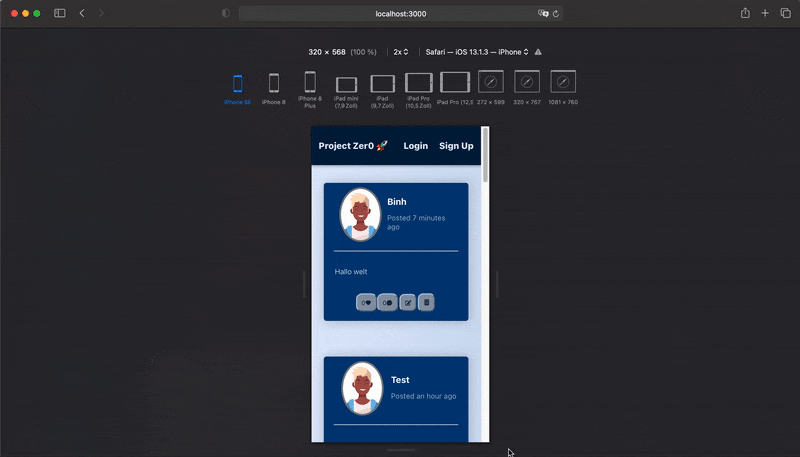 localhost:3000
320 × 568 (100 %) 2x Safari — iOS 13.1.3 — iPhone
iPhone SE
iPhone 8
iPhone 8
Plus
iPad mini
(7,9 Zoll)
iPad
(9,7 Zoll)
iPad Pro
(10,5 Zoll)
iPad Pro (12,9
272 × 599
320 × 767
1081 × 760
Project Zer0 🚀 Login Sign Up
Binh
Posted 7 minutes
ago
Hallo welt
0
0
Test
Posted an hour ago